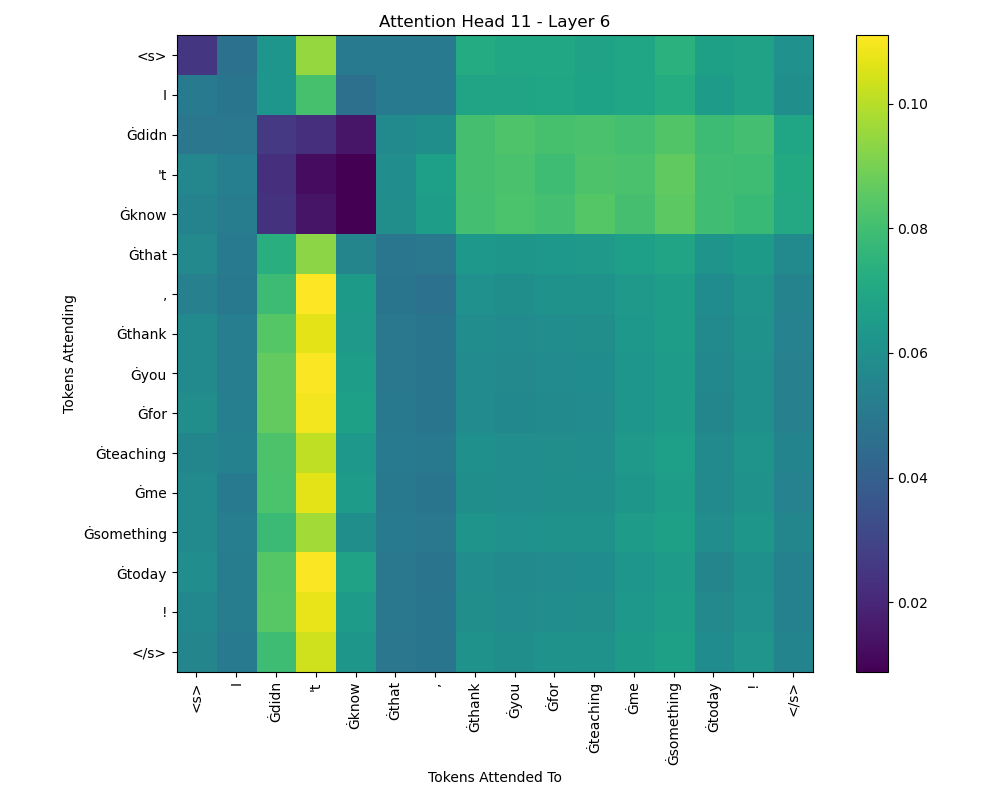 Attention Head 11 - Layer 6
Tokens Attending
<s>
I
Ġdidn
't
Ġknow
Ġthat
,
Ġthank
Ġyou
Ġfor
Ġteaching
Ġme
Ġsomething
Ġtoday
!
</s>
<s>
I
Ġdidn
't
Ġknow
Ġthat
,
Ġthank
Ġyou
Ġfor
Ġteaching
Ġme
Ġsomething
Ġtoday
!
</s>
Tokens Attended To
0.10
0.08
0.06
0.04
0.02